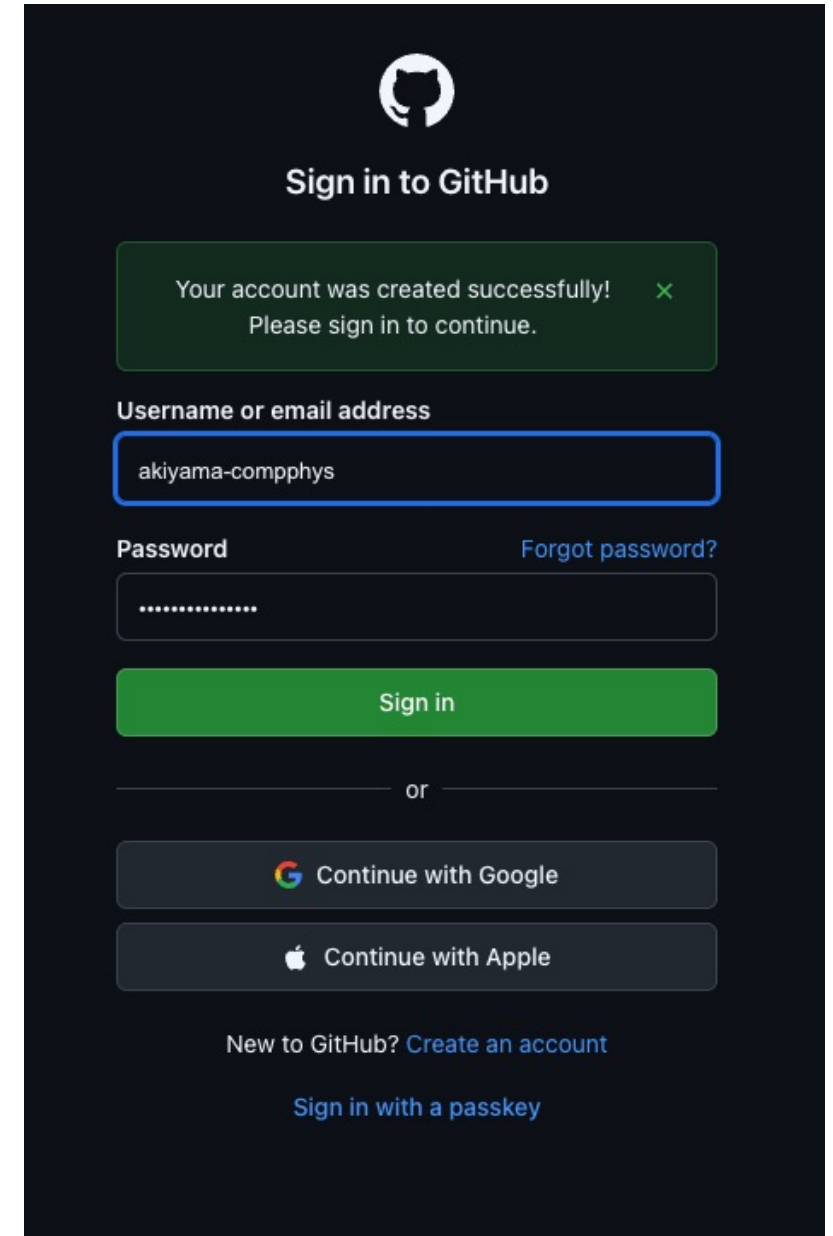 Sign in to GitHub
Your account was created successfully!
Please sign in to continue.
Username or email address
akiyama-compphys
Password Forgot password?
•••••••••••••••
Sign in
or
Continue with Google
Continue with Apple
New to GitHub? Create an account
Sign in with a passkey